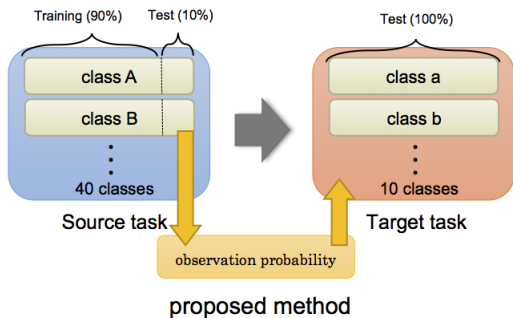 Training (90%) Test (10%)
Test (100%)
class A
class B
40 classes
Source task
class a
class b
10 classes
Target task
observation probability
proposed method